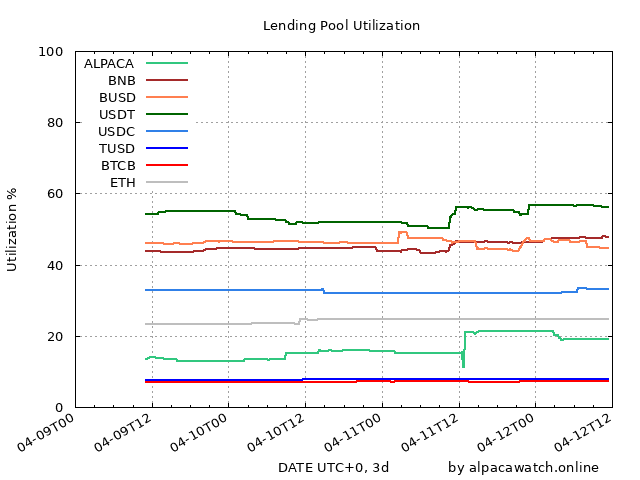 Lending Pool Utilization
Utilization %
100
80
60
40
20
0
ALPACA
BNB
BUSD
USDT
USDC
TUSD
BTCB
ETH
04-09T00
04-09T12
04-10T00
04-10T12
04-11T00
04-11T12
04-12T00
04-12T12
DATE UTC+0, 3d
by alpacawatch.online